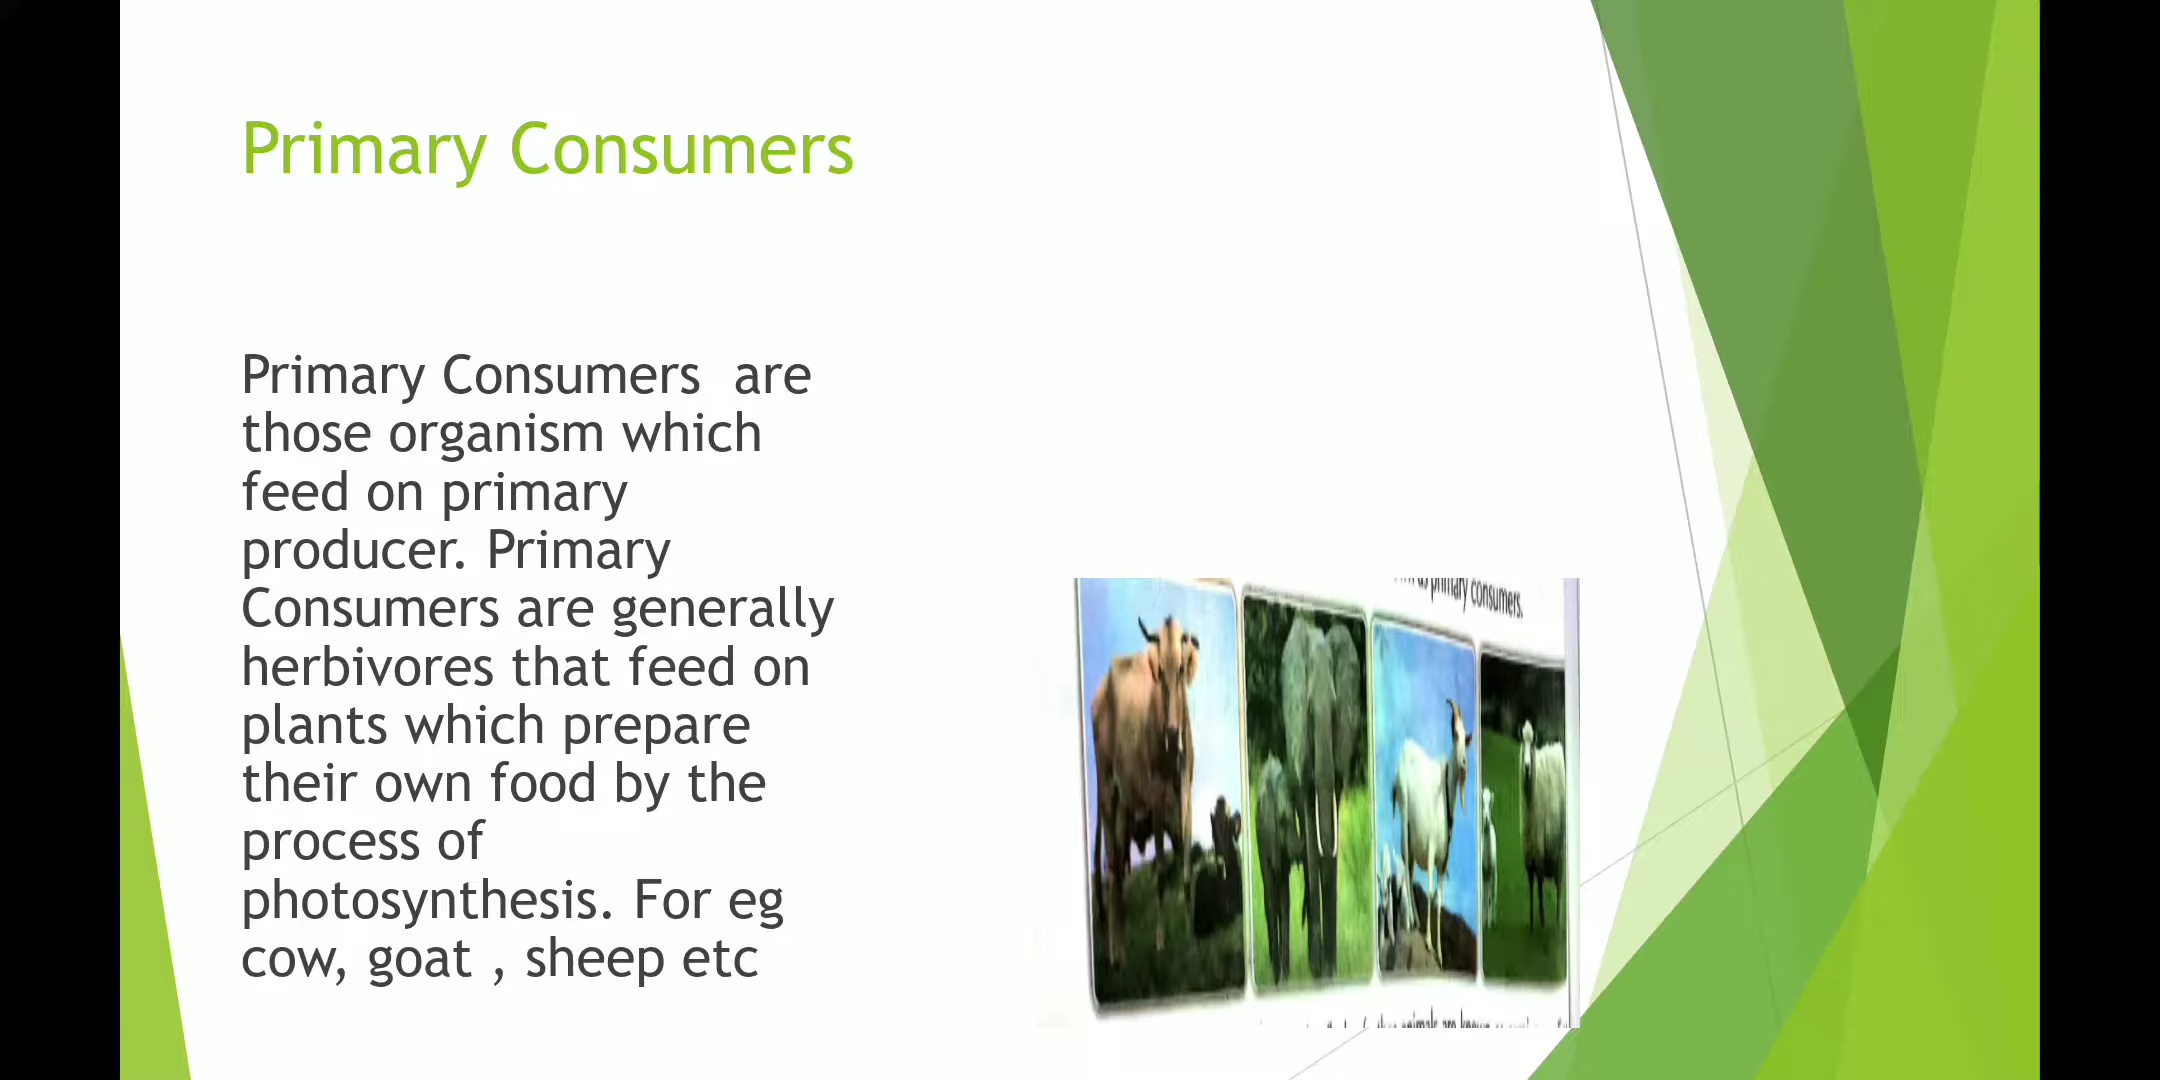 Primary Consumers
Primary Consumers  are
those organism which
feed on primary
producer. Primary
Consumers are generally
herbivores that feed on
plants which prepare
their own food by the
process of
photosynthesis. For eg
cow, goat , sheep etc
as primary consumers.